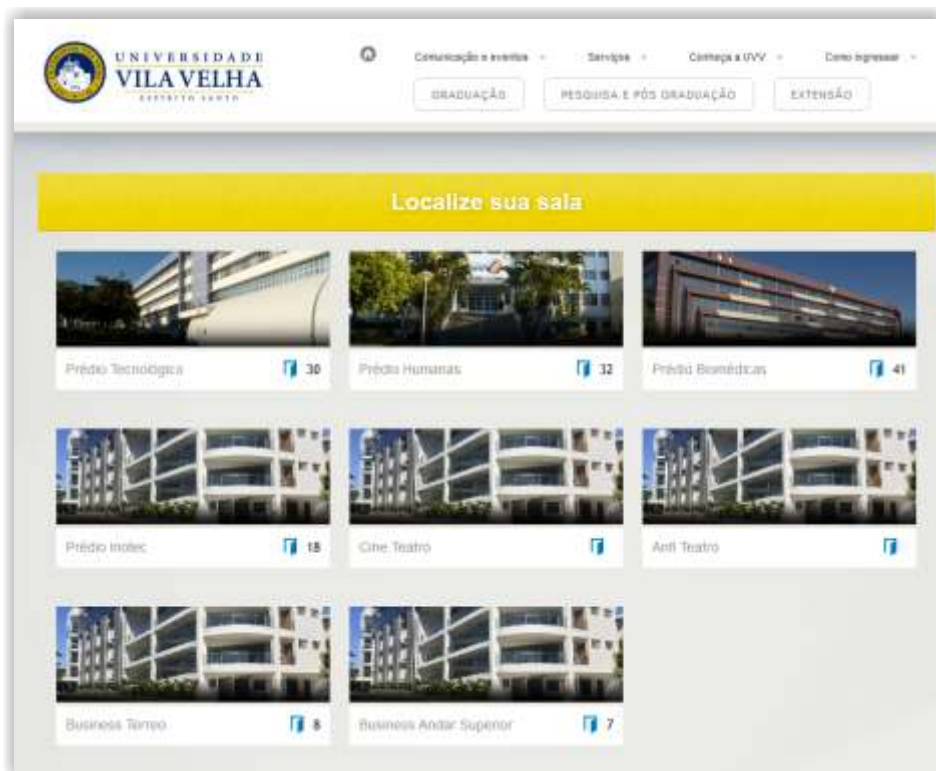 UNIVERSIDADE
VILA VELHA
ESPÍRITO SANTO
Comunicação e eventos
Serviços
Conheça a UVV
Como ingressar
GRADUAÇÃO
PESQUISA E PÓS GRADUAÇÃO
EXTENSÃO
Localize sua sala
Prédio Tecnológica 30
Prédio Humanas 32
Prédio Biomédicas 41
Prédio Inotec 18
Cine Teatro
Anfi Teatro
Business Térreo 8
Business Andar Superior 7